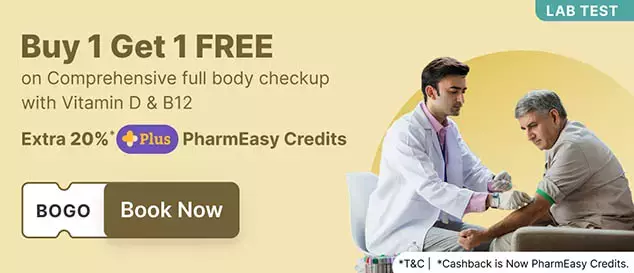 LAB TEST
Buy 1 Get 1 FREE
on Comprehensive full body checkup
with Vitamin D & B12
Extra 20%* Plus PharmEasy Credits
BOGO Book Now
*T&C | *Cashback is Now PharmEasy Credits.